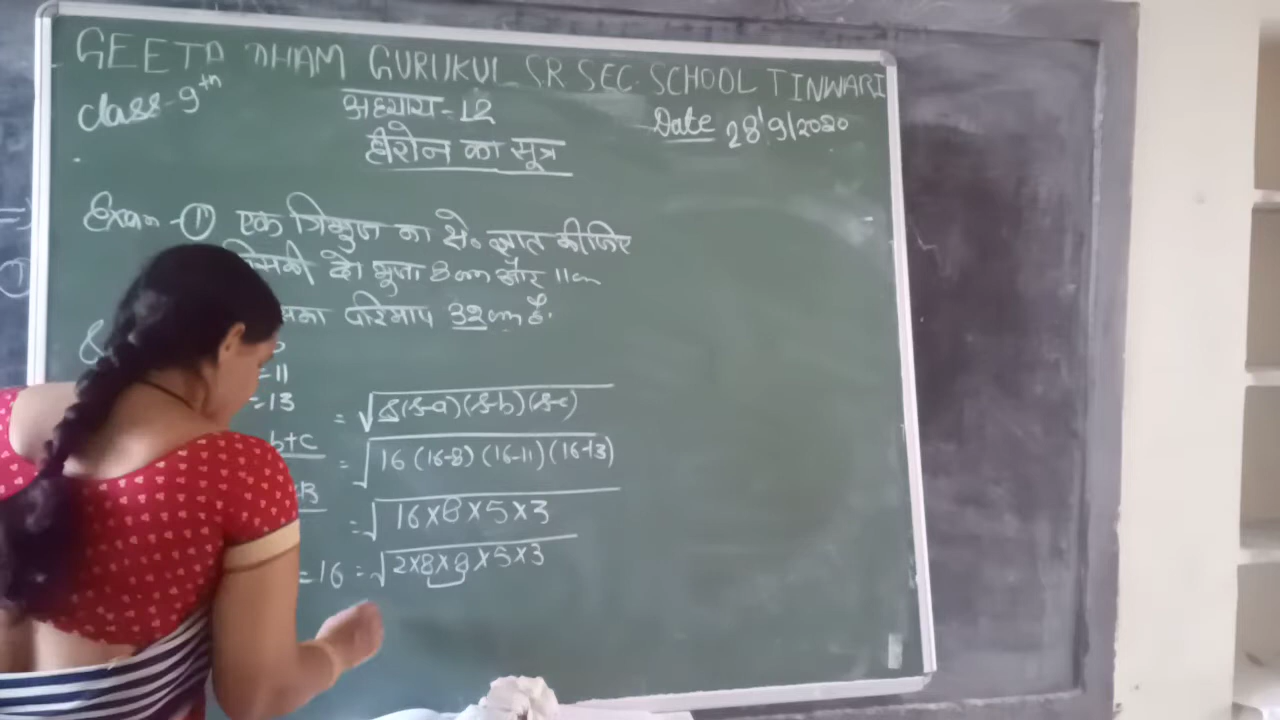 GEETA DHAM GURUKUL SR SEC. SCHOOL TINWARI
class-9th
अध्याय-12
Date 28/9/2020
हीरोन का सूत्र
Exam-① एक त्रिभुज का क्षे० ज्ञात कीजिए
जिसकी दो भुजा 8cm और 11cm
परिमाप 32cm है.
=11
=13
b+c
= √s(s-a)(s-b)(s-c)
= √16(16-8)(16-11)(16-13)
= √16×8×5×3
=16 = √2×8×8×5×3